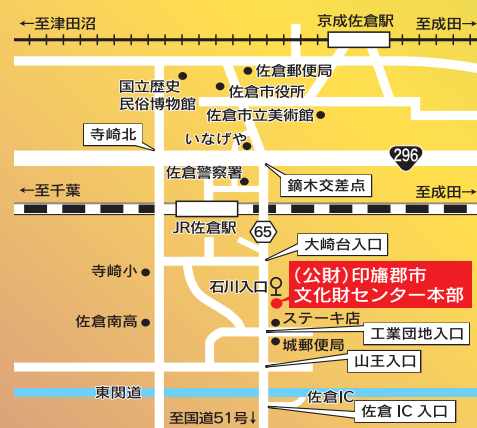 京成佐倉駅
←至津田沼
至成田→
佐倉郵便局
国立歴史
民俗博物館
佐倉市役所
佐倉市立美術館
寺崎北
いなげや
296
佐倉警察署
鏑木交差点
←至千葉
至成田→
JR佐倉駅
65
大崎台入口
寺崎小
石川入口
(公財)印旛郡市
文化財センター本部
佐倉南高
ステーキ店
工業団地入口
城郵便局
山王入口
東関道
佐倉IC
佐倉 IC 入口
至国道51号↓